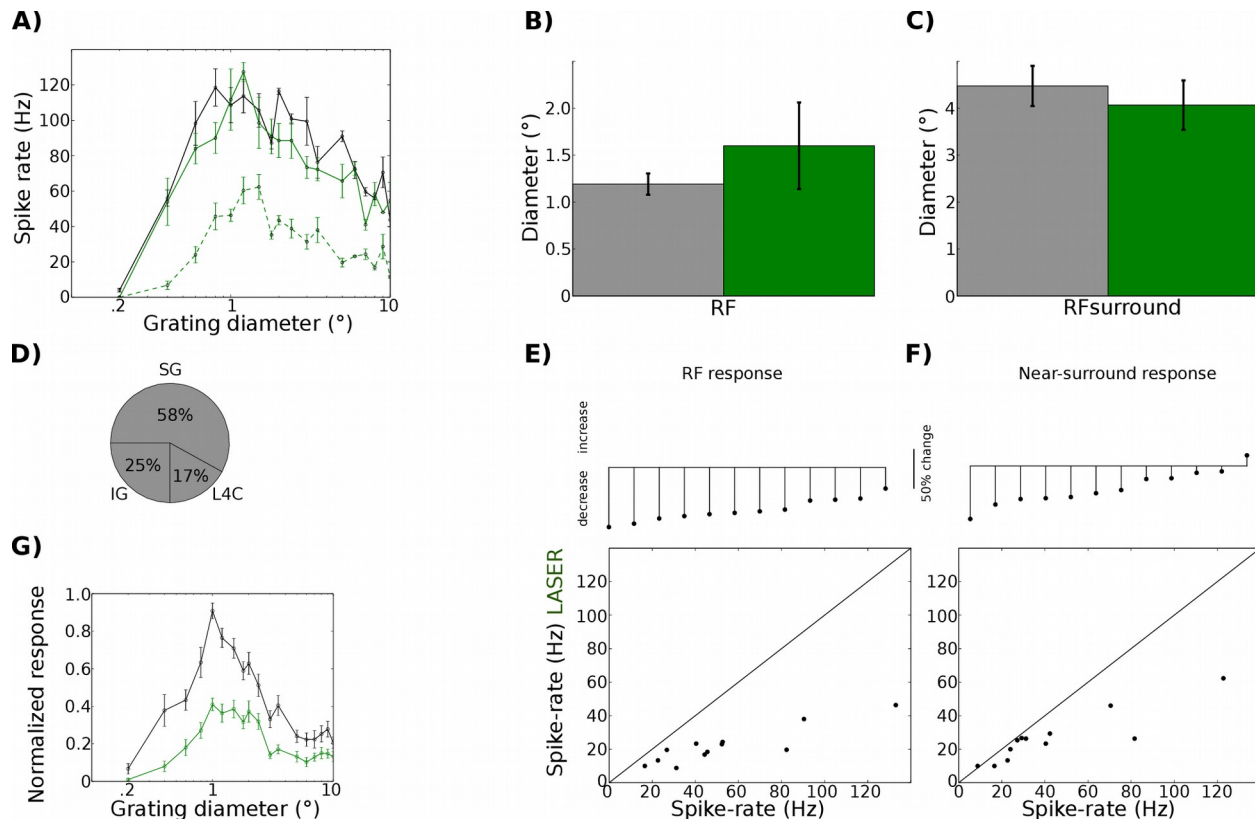 A)
Spike rate (Hz)
120
100
80
60
40
20
0
.2
1
10
Grating diameter (°)
B)
Diameter (°)
2.0
1.5
1.0
0.5
0
RF
C)
Diameter (°)
4
3
2
1
0
RFsurround
D)
SG
58%
25%
17%
IG
L4C
E)
RF response
increase
decrease
50% change
Spike-rate (Hz) LASER
120
100
80
60
40
20
0
0 20 40 60 80 100 120
Spike-rate (Hz)
F)
Near-surround response
120
100
80
60
40
20
0
0 20 40 60 80 100 120
Spike-rate (Hz)
G)
Normalized response
1.0
0.8
0.6
0.4
0.2
0
.2
1
10
Grating diameter (°)